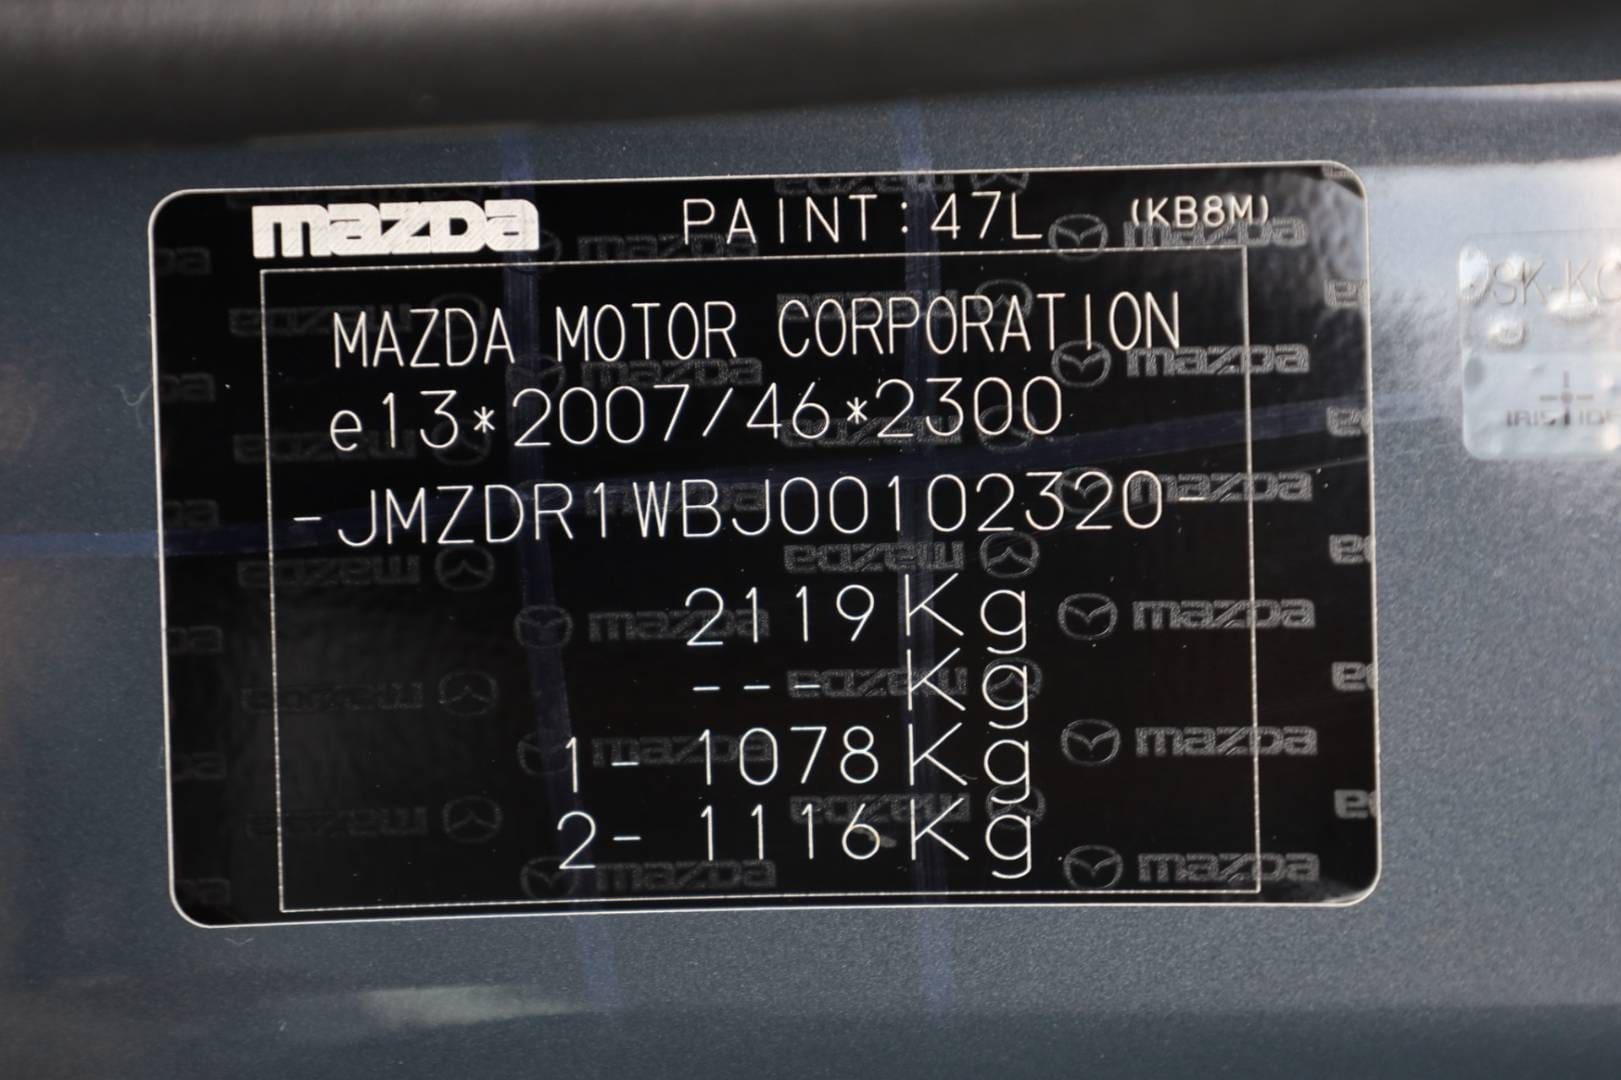 mazda PAINT:47L (KB8M)
MAZDA MOTOR CORPORATION
e13*2007/46*2300
-JMZDR1WBJ00102320-
2119Kg
---Kg
1-1078Kg
2-1116Kg